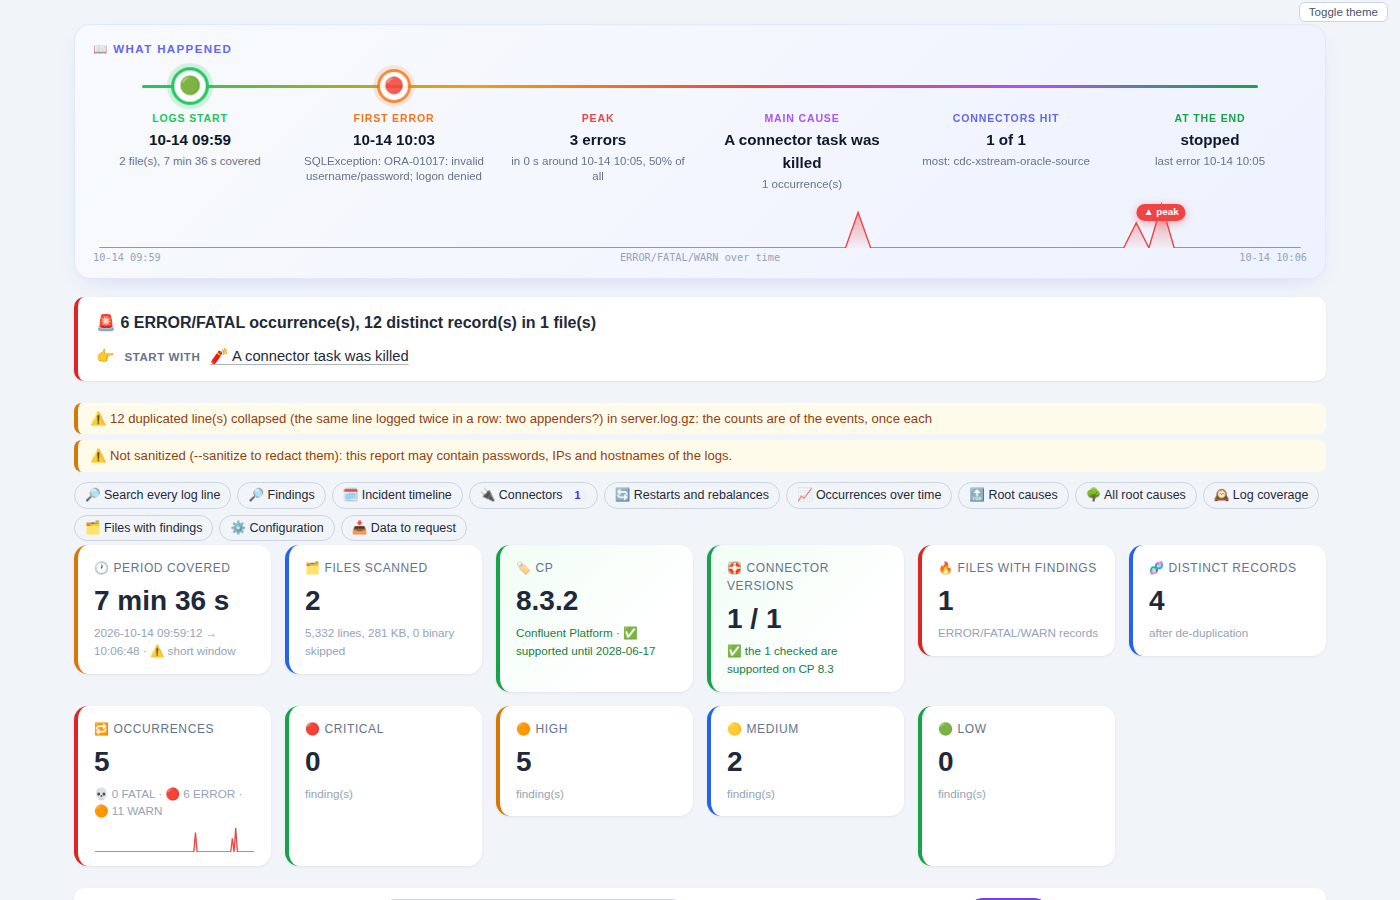 Toggle theme
📖 WHAT HAPPENED
LOGS START
10-14 09:59
2 file(s), 7 min 36 s covered
FIRST ERROR
10-14 10:03
SQLException: ORA-01017: invalid
username/password; logon denied
PEAK
3 errors
in 0 s around 10-14 10:05, 50% of
all
MAIN CAUSE
A connector task was
killed
1 occurrence(s)
CONNECTORS HIT
1 of 1
most: cdc-xstream-oracle-source
AT THE END
stopped
last error 10-14 10:05
▲ peak
10-14 09:59
ERROR/FATAL/WARN over time
10-14 10:06
🚨 6 ERROR/FATAL occurrence(s), 12 distinct record(s) in 1 file(s)
👉 START WITH 🧨 A connector task was killed
⚠️ 12 duplicated line(s) collapsed (the same line logged twice in a row: two appenders?) in server.log.gz: the counts are of the events, once each
⚠️ Not sanitized (--sanitize to redact them): this report may contain passwords, IPs and hostnames of the logs.
🔎 Search every log line
🔎 Findings
🗓️ Incident timeline
🔌 Connectors 1
🔄 Restarts and rebalances
📈 Occurrences over time
⬆️ Root causes
🌳 All root causes
🕰️ Log coverage
🗂️ Files with findings
⚙️ Configuration
📥 Data to request
🕐 PERIOD COVERED
7 min 36 s
2026-10-14 09:59:12 →
10:06:48 · ⚠️ short window
🗂️ FILES SCANNED
2
5,332 lines, 281 KB, 0 binary
skipped
🏷️ CP
8.3.2
Confluent Platform · ✅
supported until 2028-06-17
🛟 CONNECTOR
VERSIONS
1 / 1
✅ the 1 checked are
supported on CP 8.3
🔥 FILES WITH FINDINGS
1
ERROR/FATAL/WARN records
🧬 DISTINCT RECORDS
4
after de-duplication
🔁 OCCURRENCES
5
💀 0 FATAL · 🔴 6 ERROR ·
🟠 11 WARN
🔴 CRITICAL
0
finding(s)
🟠 HIGH
5
finding(s)
🟡 MEDIUM
2
finding(s)
🟢 LOW
0
finding(s)